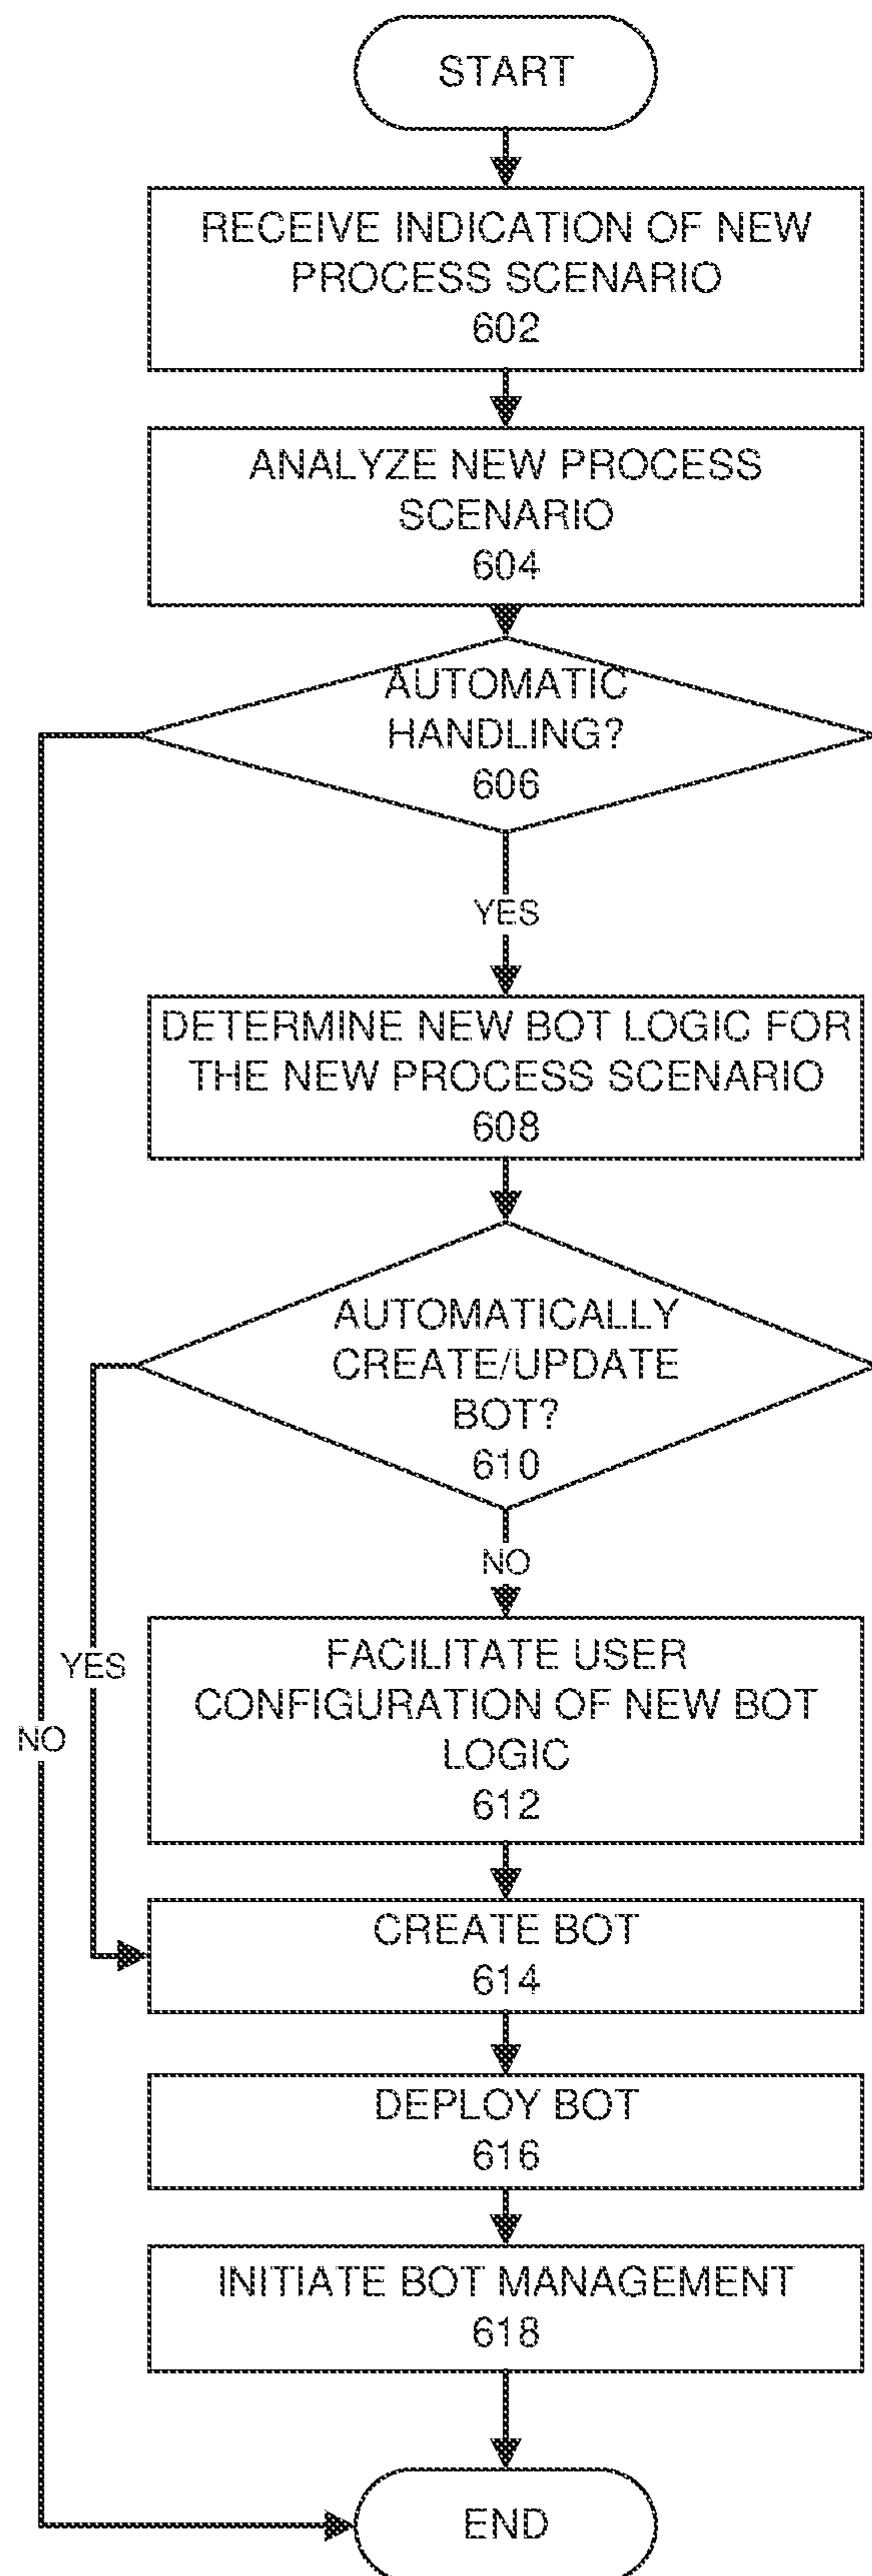 START
RECEIVE INDICATION OF NEW
PROCESS SCENARIO
602
ANALYZE NEW PROCESS
SCENARIO
604
AUTOMATIC
HANDLING?
606
YES
DETERMINE NEW BOT LOGIC FOR
THE NEW PROCESS SCENARIO
608
AUTOMATICALLY
CREATE/UPDATE
BOT?
610
NO
FACILITATE USER
CONFIGURATION OF NEW BOT
LOGIC
612
YES
NO
CREATE BOT
614
DEPLOY BOT
616
INITIATE BOT MANAGEMENT
618
END